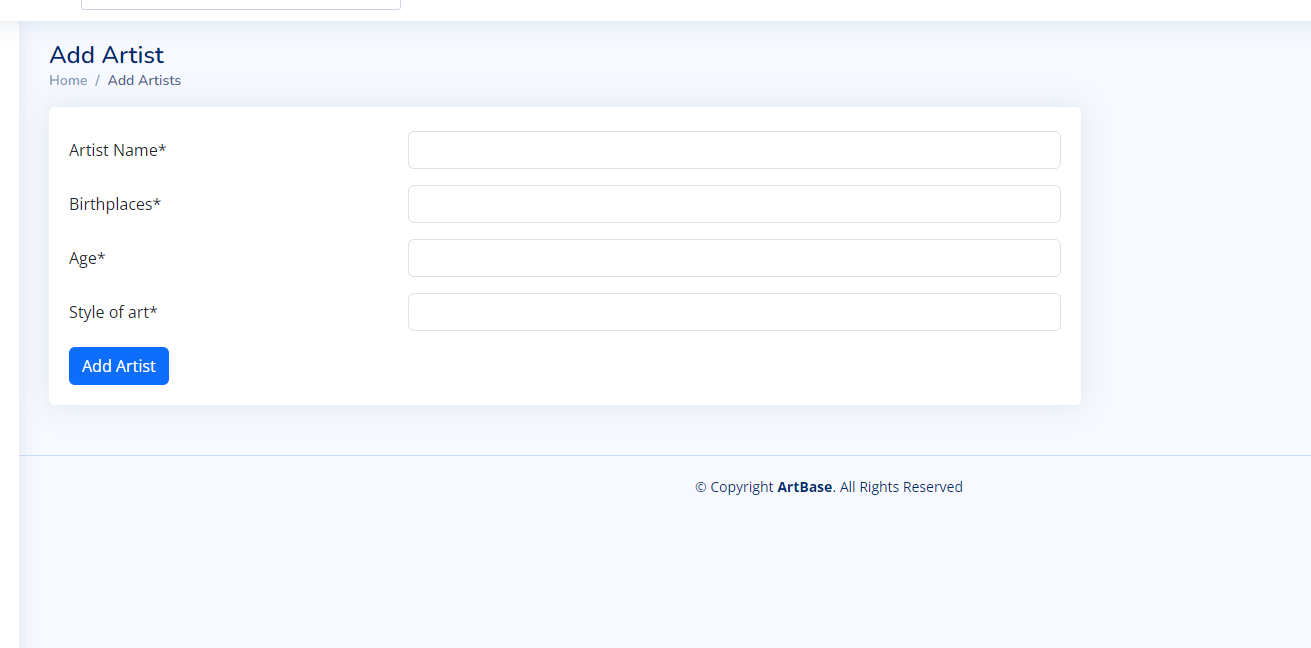 Add Artist
Home / Add Artists
Artist Name*
Birthplaces*
Age*
Style of art*
Add Artist
© Copyright ArtBase. All Rights Reserved